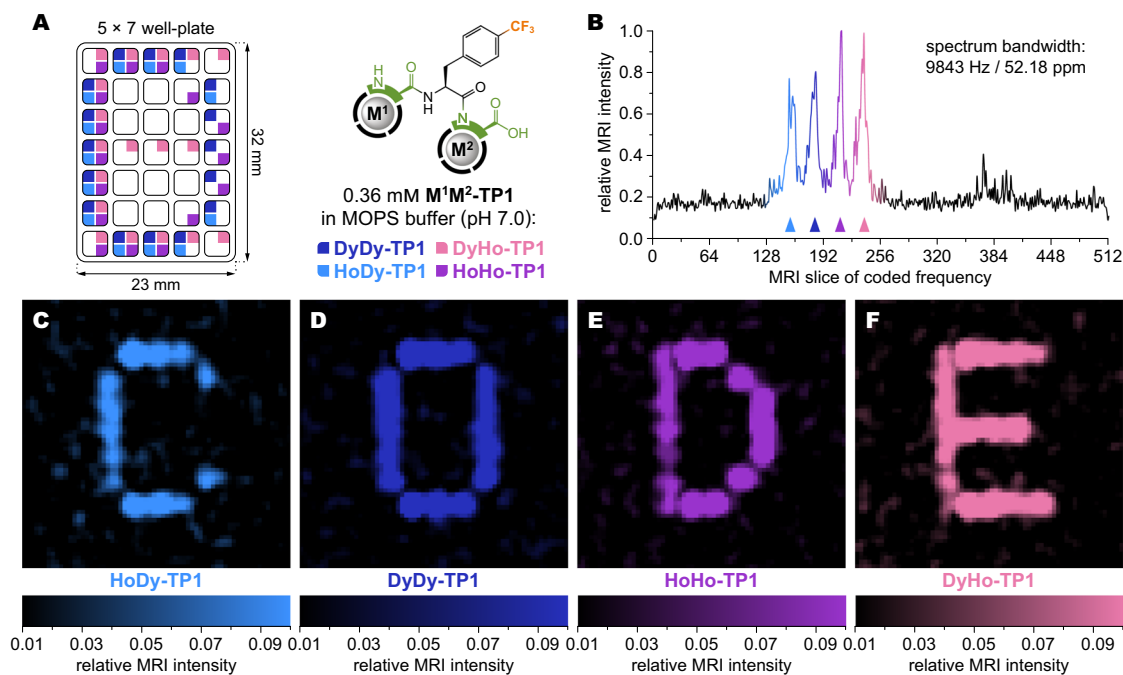 A
5 × 7 well-plate
32 mm
23 mm
CF₃
H
N
O
M¹
N
H
O
N
O
OH
M²
0.36 mM M¹M²-TP1
in MOPS buffer (pH 7.0):
DyDy-TP1 DyHo-TP1
HoDy-TP1 HoHo-TP1
B
spectrum bandwidth:
9843 Hz / 52.18 ppm
relative MRI intensity
1.0
0.8
0.6
0.4
0.2
0.0
0 64 128 192 256 320 384 448 512
MRI slice of coded frequency
C D E F
HoDy-TP1 DyDy-TP1 HoHo-TP1 DyHo-TP1
0.01 0.03 0.05 0.07 0.09 0.01 0.03 0.05 0.07 0.09 0.01 0.03 0.05 0.07 0.09 0.01 0.03 0.05 0.07 0.09
relative MRI intensity relative MRI intensity relative MRI intensity relative MRI intensity